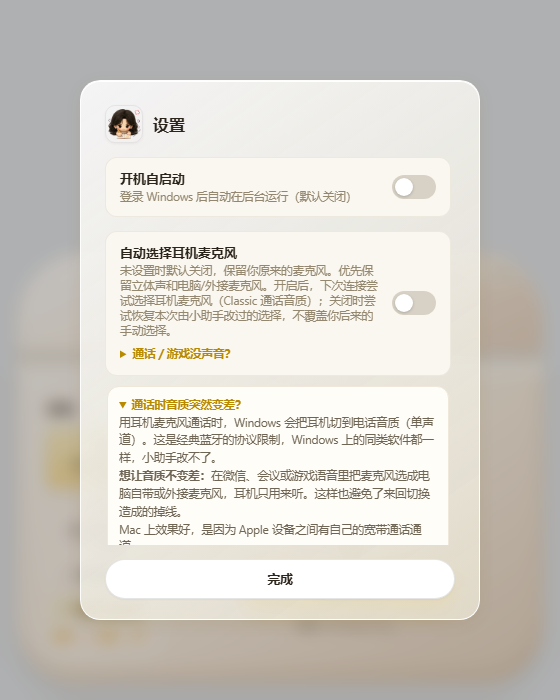 设置
开机自启动
登录 Windows 后自动在后台运行（默认关闭）
自动选择耳机麦克风
未设置时默认关闭，保留你原来的麦克风。优先保
留立体声和电脑/外接麦克风。开启后，下次连接尝
试选择耳机麦克风（Classic 通话音质）；关闭时尝
试恢复本次由小助手改过的选择，不覆盖你后来的
手动选择。
▶ 通话 / 游戏没声音?
▼ 通话时音质突然变差?
用耳机麦克风通话时，Windows 会把耳机切到电话音质（单声
道）。这是经典蓝牙的协议限制，Windows 上的同类软件都一
样，小助手改不了。
想让音质不变差：在微信、会议或游戏语音里把麦克风选成电
脑自带或外接麦克风，耳机只用来听。这样也避免了来回切换
造成的掉线。
Mac 上效果好，是因为 Apple 设备之间有自己的宽带通话通
道
完成